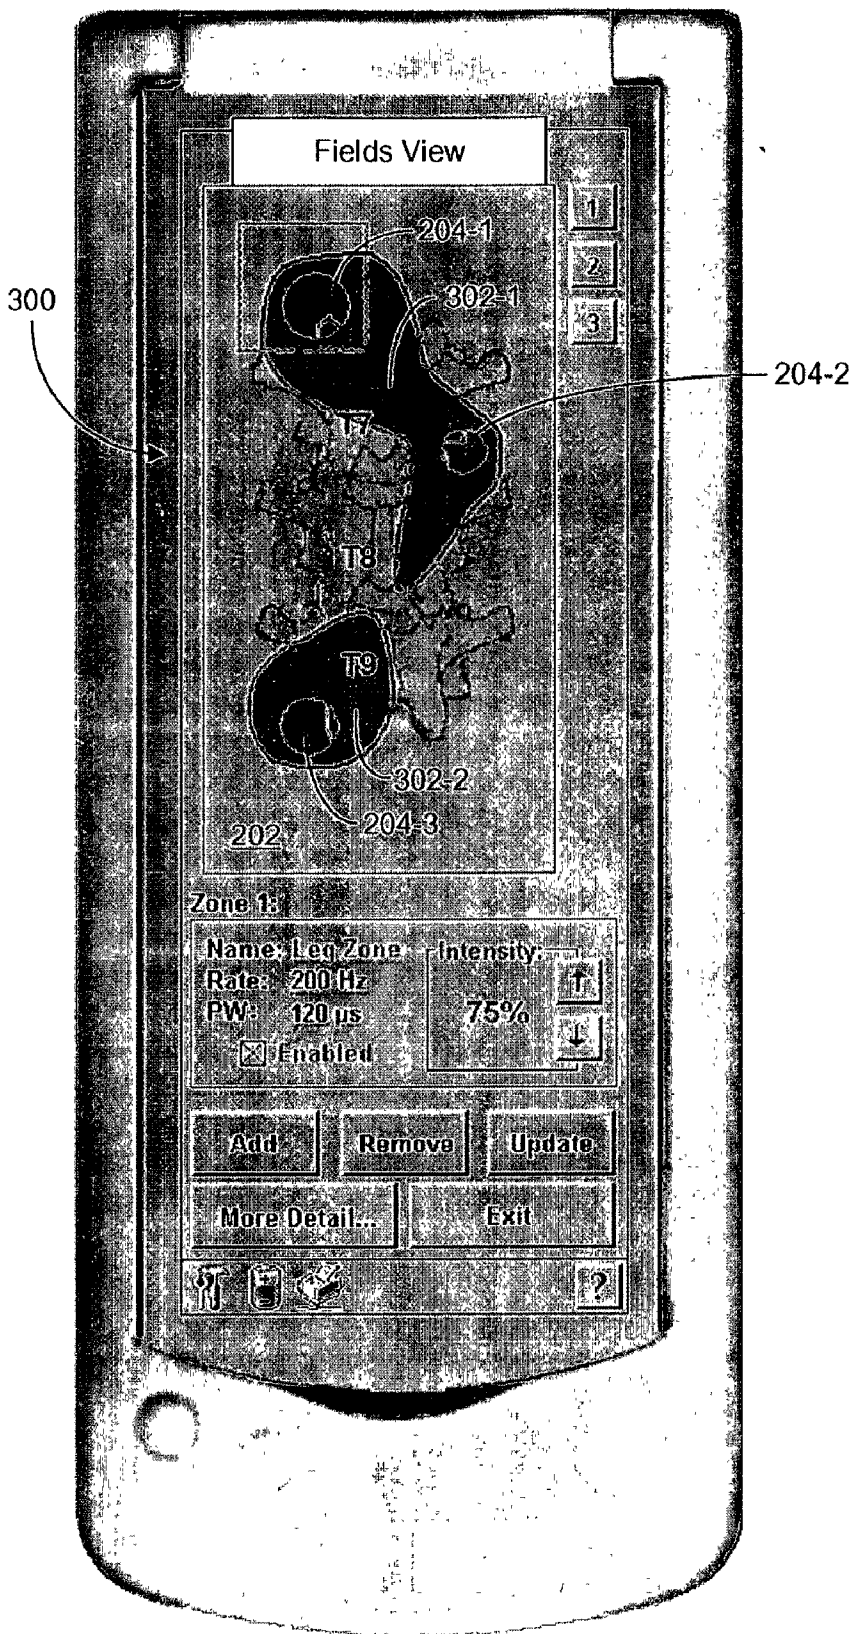 Fields View
1
204-1
2
300
302-1
3
204-2
T7
T8
T9
302-2
202
204-3
Zone 1:
Name: Leg Zone
Intensity:
Rate: 200 Hz
75%
↑
PW: 120 µs
↓
Enabled
Add
Remove
Update
More Detail...
Exit
?